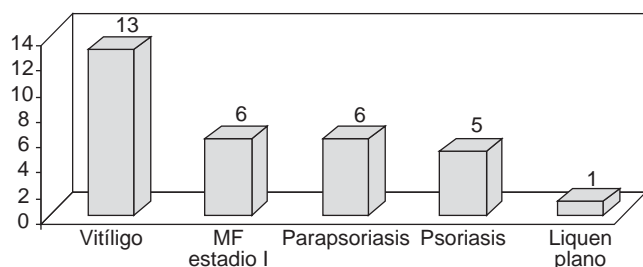 14
12
10
8
6
4
2
0
13
6
6
5
1
Vitíligo
MF
estadio I
Parapsoriasis
Psoriasis
Liquen
plano